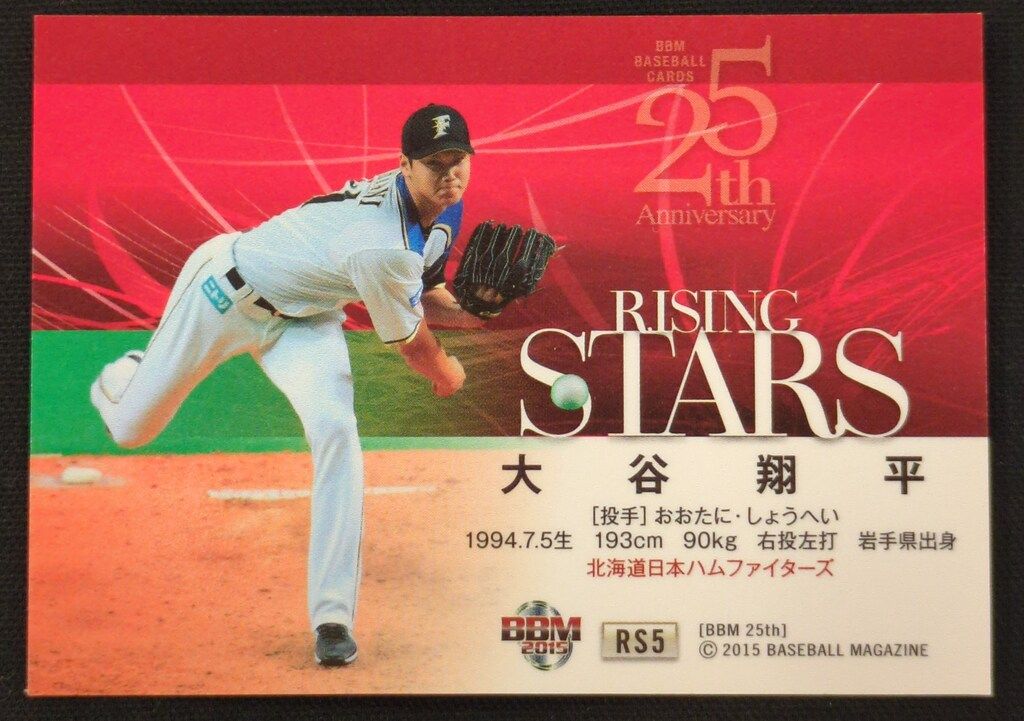 BBM
BASEBALL
CARDS
25th
Anniversary
F
ニトリ
RISING
STARS
大谷翔平
[投手] おおたに・しょうへい
1994.7.5生 193cm 90kg 右投左打 岩手県出身
北海道日本ハムファイターズ
BBM
2015
RS5
[BBM 25th]
© 2015 BASEBALL MAGAZINE